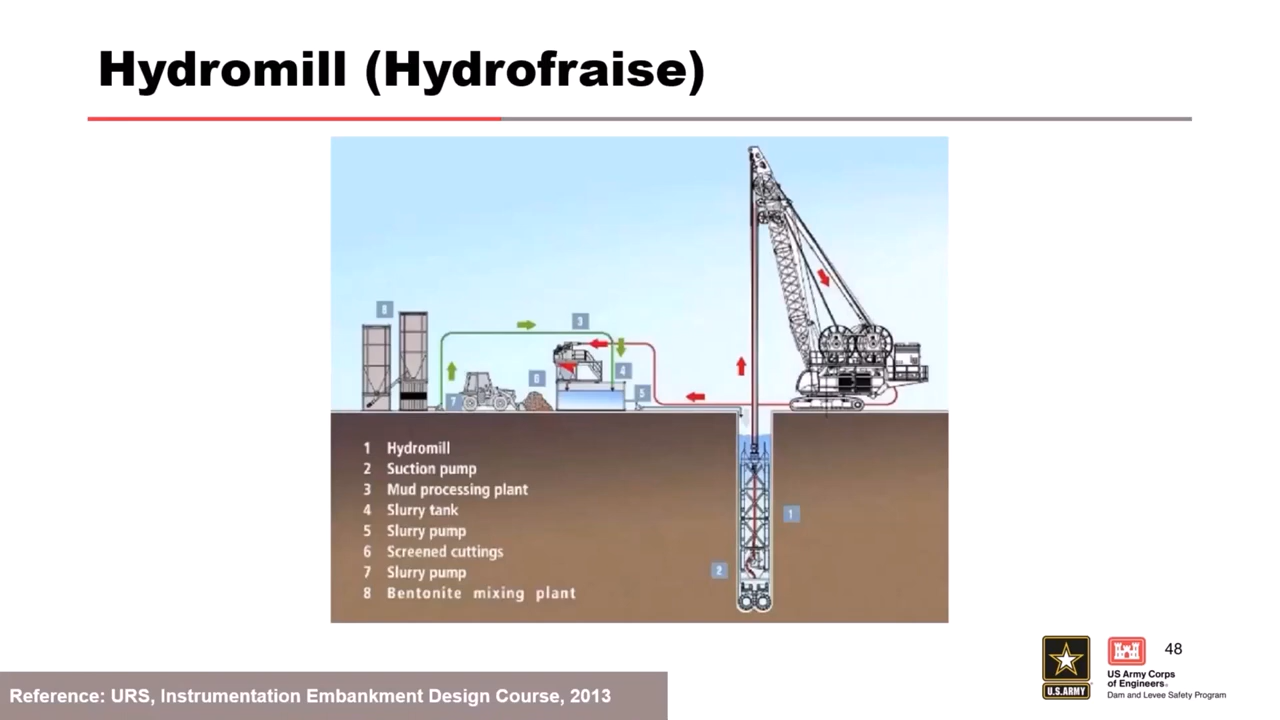 Hydromill (Hydrofraise)
8
3
4
6
5
7
1 Hydromill
2 Suction pump
3 Mud processing plant
4 Slurry tank
5 Slurry pump
6 Screened cuttings
7 Slurry pump
8 Bentonite mixing plant
1
2
U.S.ARMY
US Army Corps
of Engineers®
Dam and Levee Safety Program
48
Reference: URS, Instrumentation Embankment Design Course, 2013